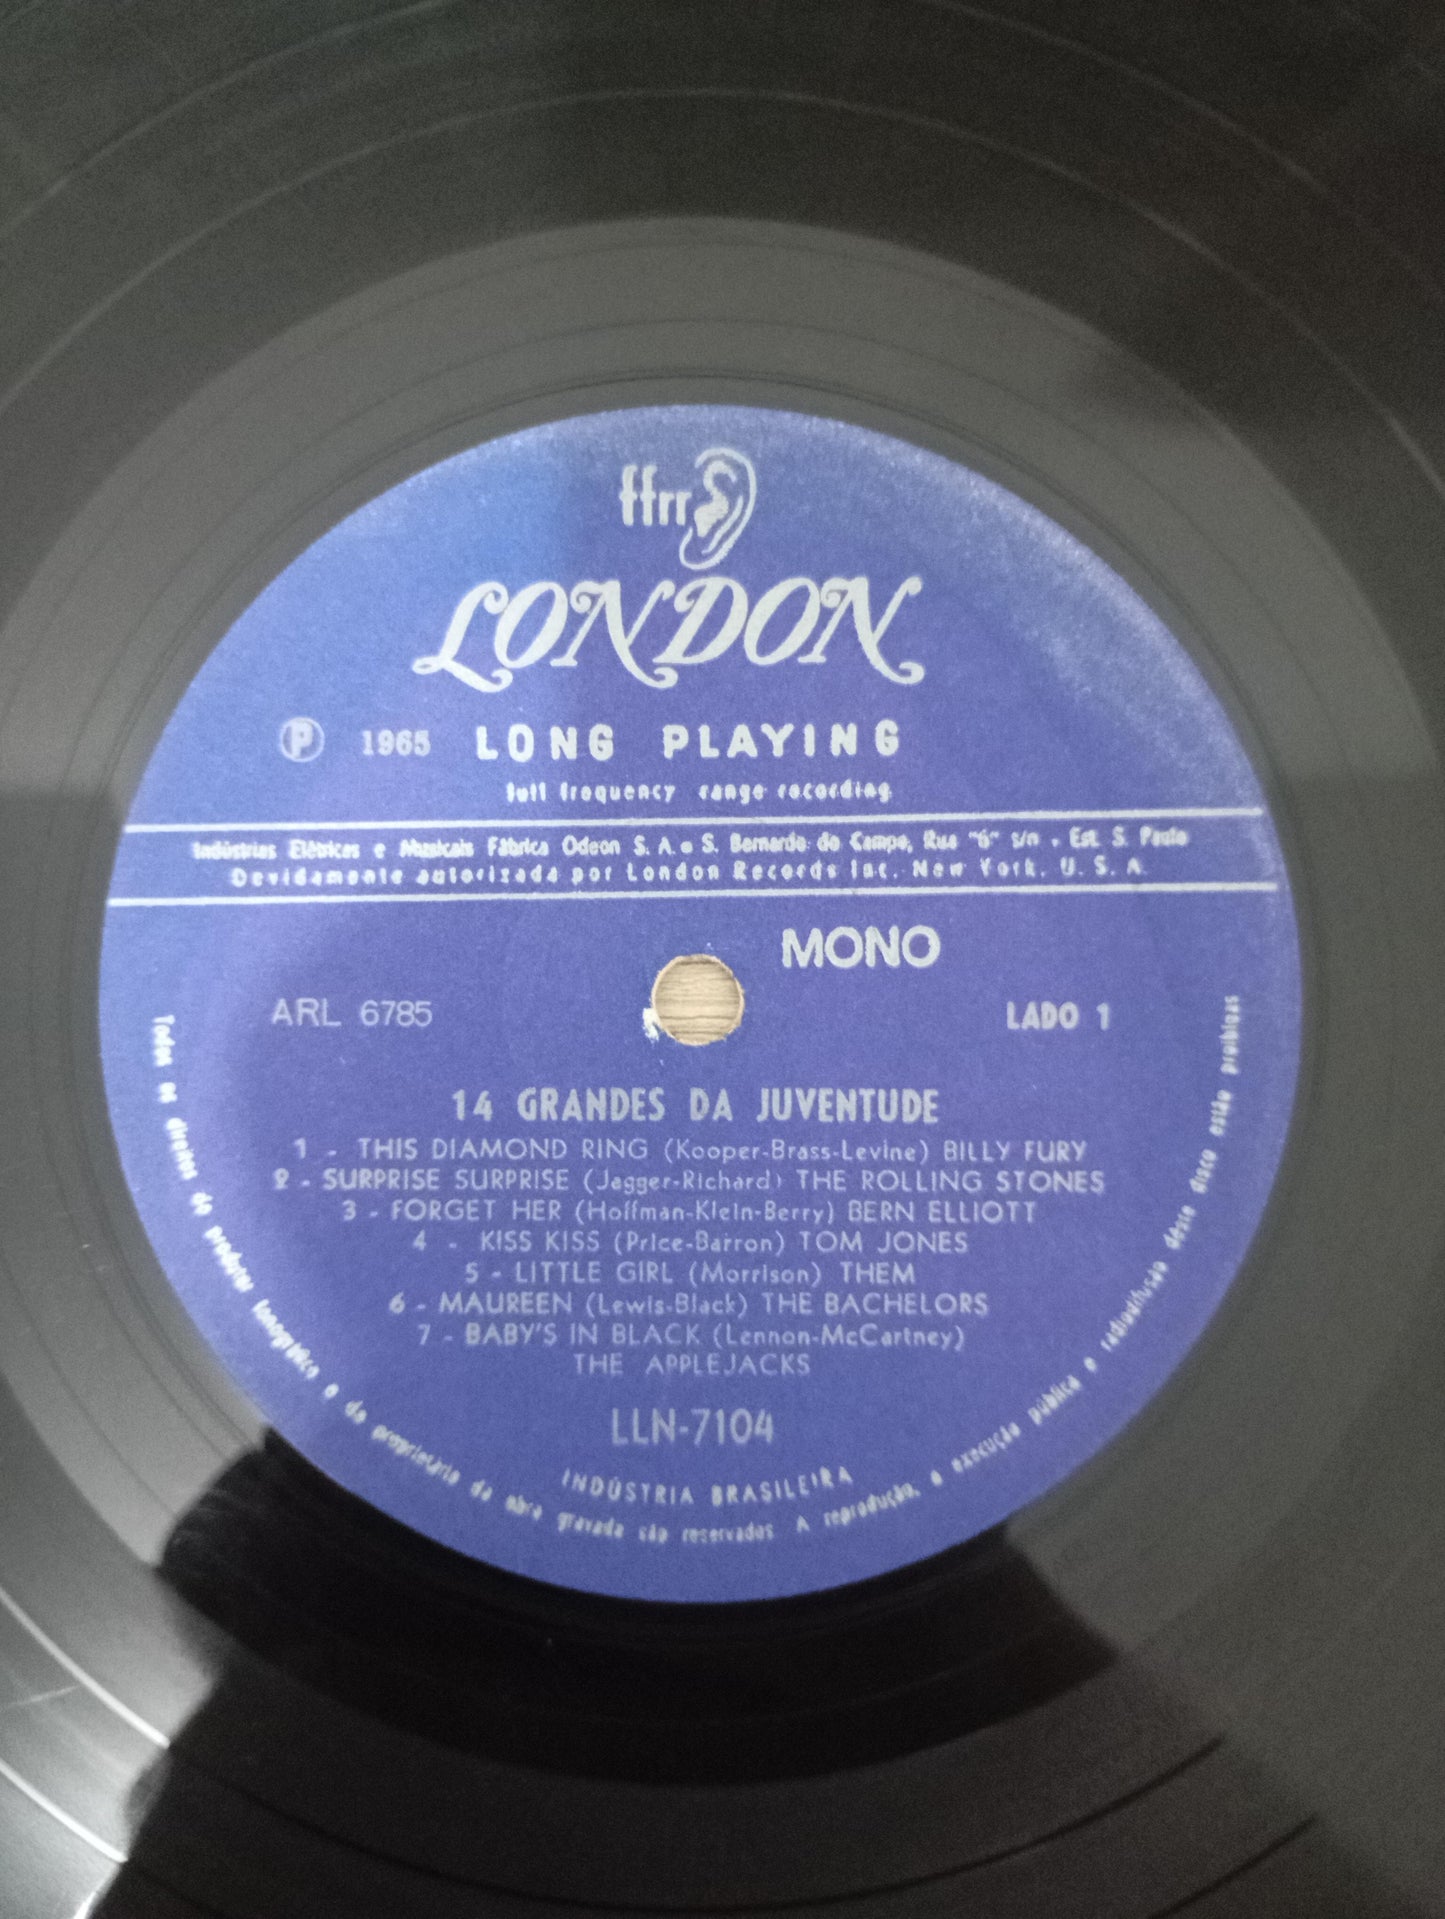 ffrr
LONDON
Ⓟ 1965 LONG PLAYING
full frequency range recording
Indústrias Elétricas e Musicais Fábrica Odeon S. A. • S. Bernardo do Campo, Rua "6" s/n • Est. S. Paulo
Devidamente autorizada por London Records Inc. New York. U. S. A.
MONO
ARL 6785
LADO 1
14 GRANDES DA JUVENTUDE
1 - THIS DIAMOND RING (Kooper-Brass-Levine) BILLY FURY
2 - SURPRISE SURPRISE (Jagger-Richard) THE ROLLING STONES
3 - FORGET HER (Hoffman-Klein-Berry) BERN ELLIOTT
4 - KISS KISS (Price-Barron) TOM JONES
5 - LITTLE GIRL (Morrison) THEM
6 - MAUREEN (Lewis-Black) THE BACHELORS
7 - BABY'S IN BLACK (Lennon-McCartney)
THE APPLEJACKS
LLN-7104
INDÚSTRIA BRASILEIRA
Todos os direitos do produtor fonográfico e do proprietário da obra gravada são reservados. A reprodução, a execução pública e radiodifusão deste disco estão proibidas